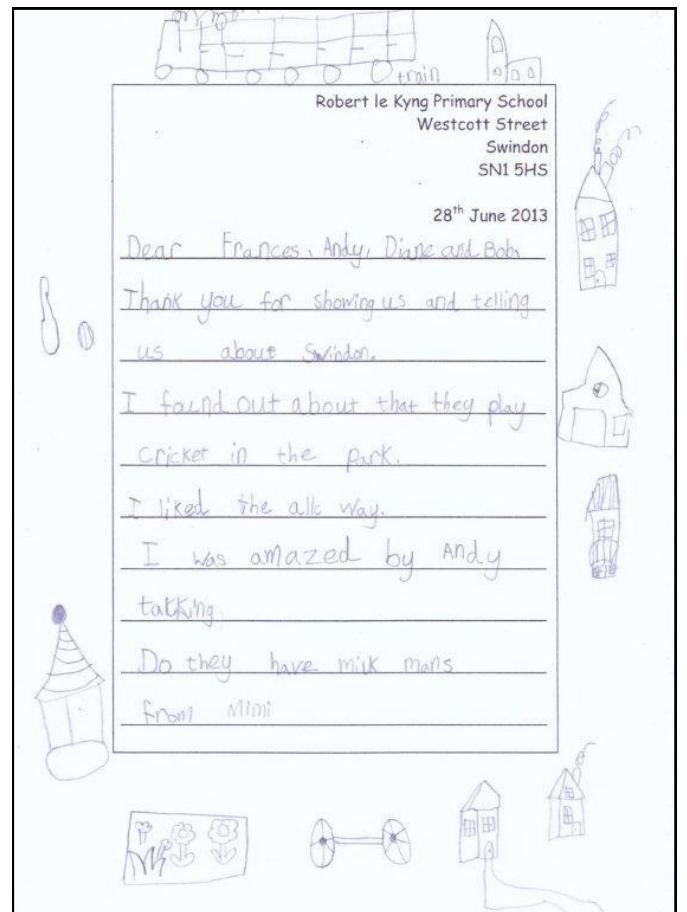 train
Robert le Kyng Primary School
Westcott Street
Swindon
SN1 5HS
28th June 2013
Dear Frances, Andy, Diane and Bob,
Thank you for showing us and telling
us about Swindon.
I found out about that they play
cricket in the park.
I liked the alle way.
I was amazed by Andy
talking
Do they have milk mans
from Mimi